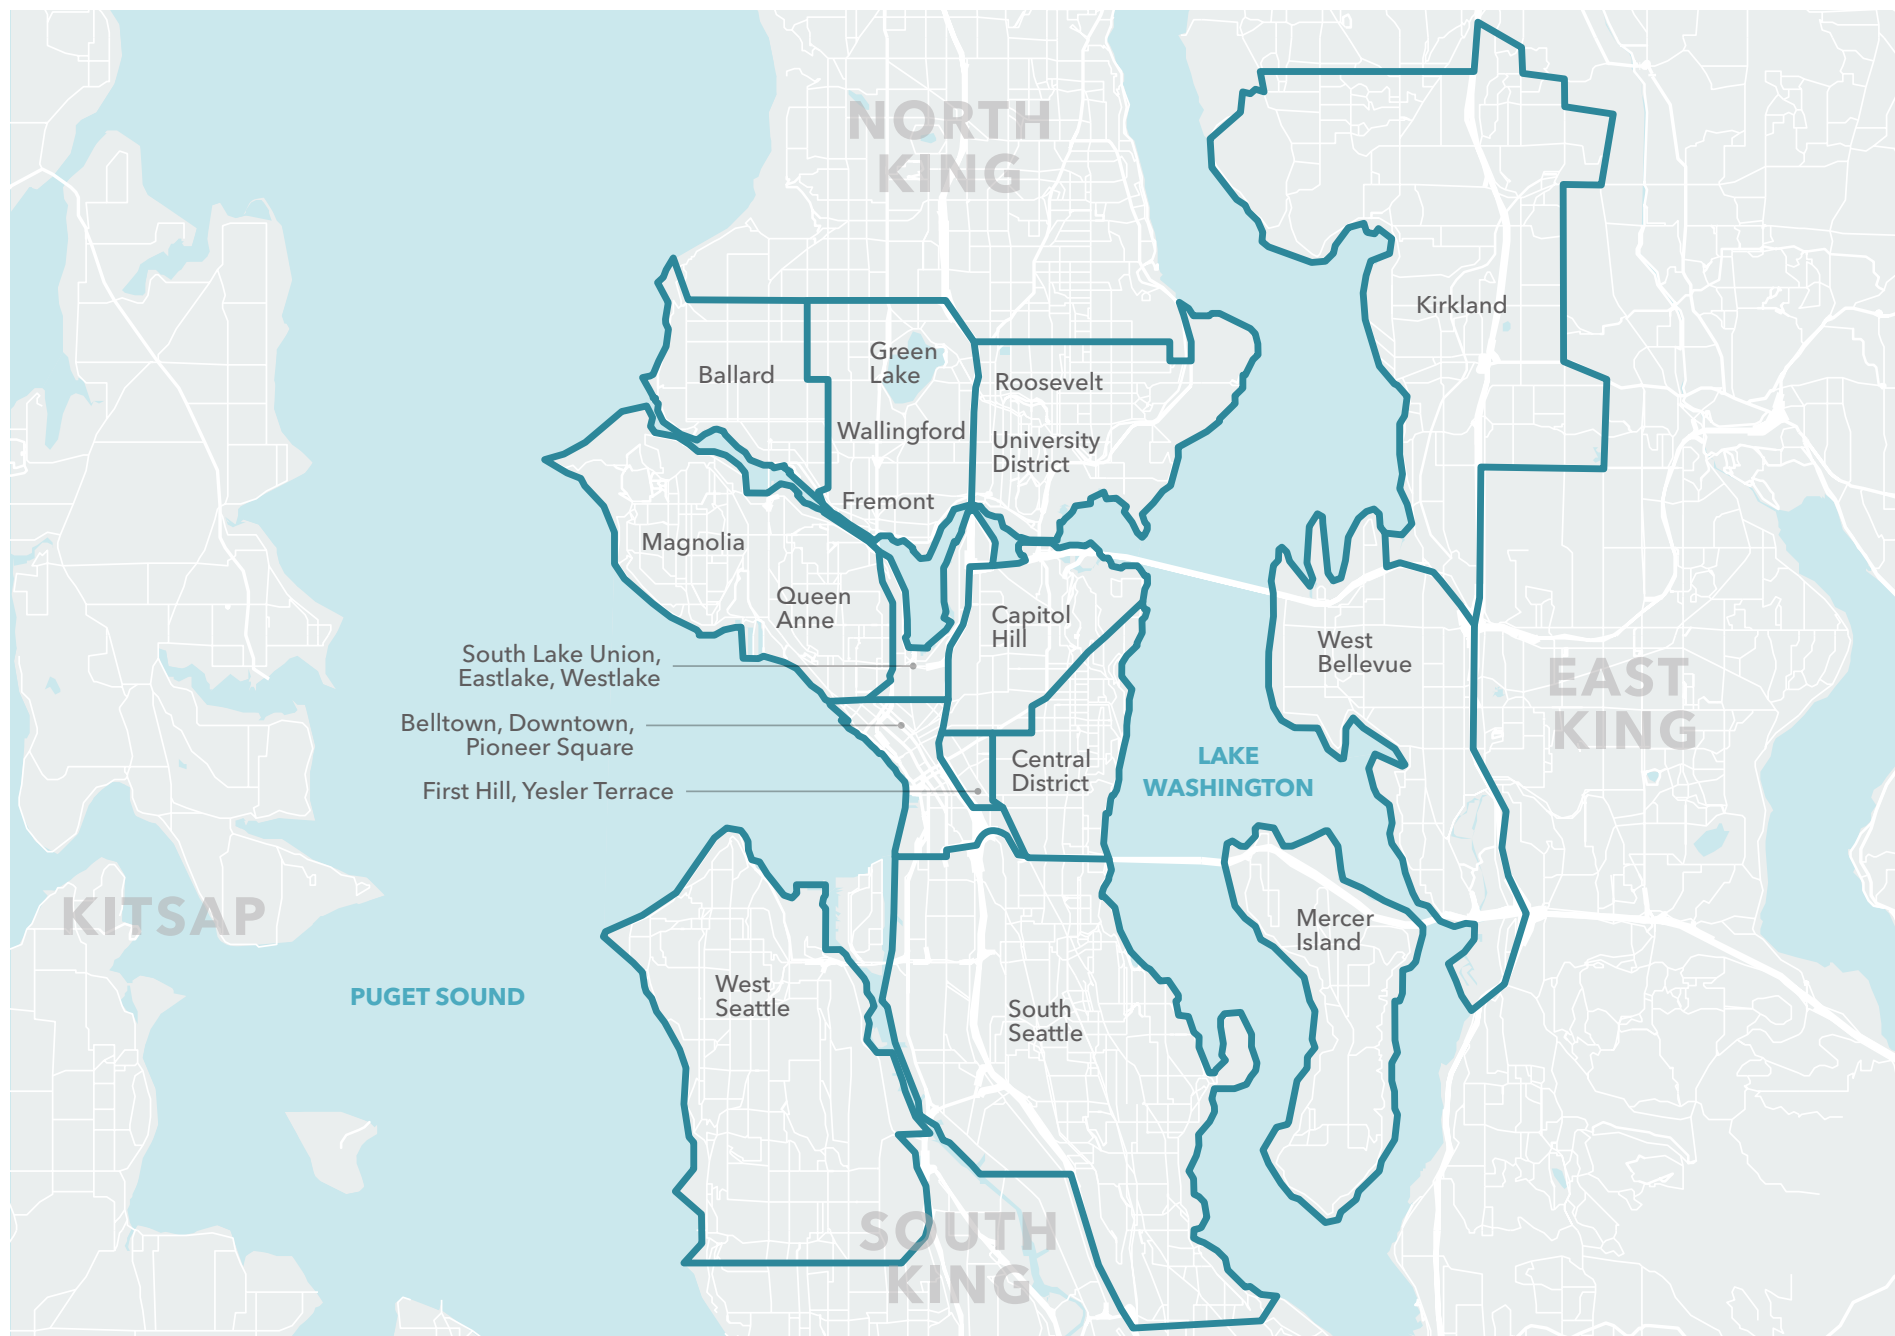 NORTH
KING
Kirkland
Green
Lake
Ballard
Roosevelt
Wallingford
University
District
Fremont
Magnolia
Queen
Anne
Capitol
Hill
West
Bellevue
South Lake Union,
Eastlake, Westlake
EAST
KING
Belltown, Downtown,
Pioneer Square
Central
District
LAKE
WASHINGTON
First Hill, Yesler Terrace
KITSAP
Mercer
Island
PUGET SOUND
West
Seattle
South
Seattle
SOUTH
KING